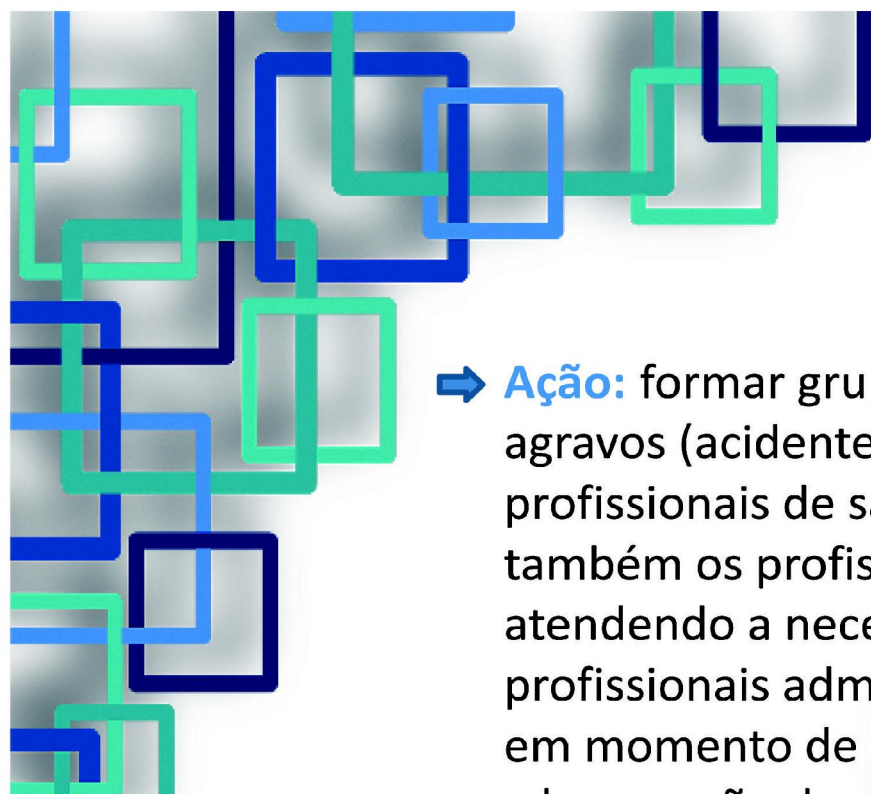 Ação: formar gru
agravos (acidente
profissionais de sa
também os profis
atendendo a nece
profissionais adm
em momento de